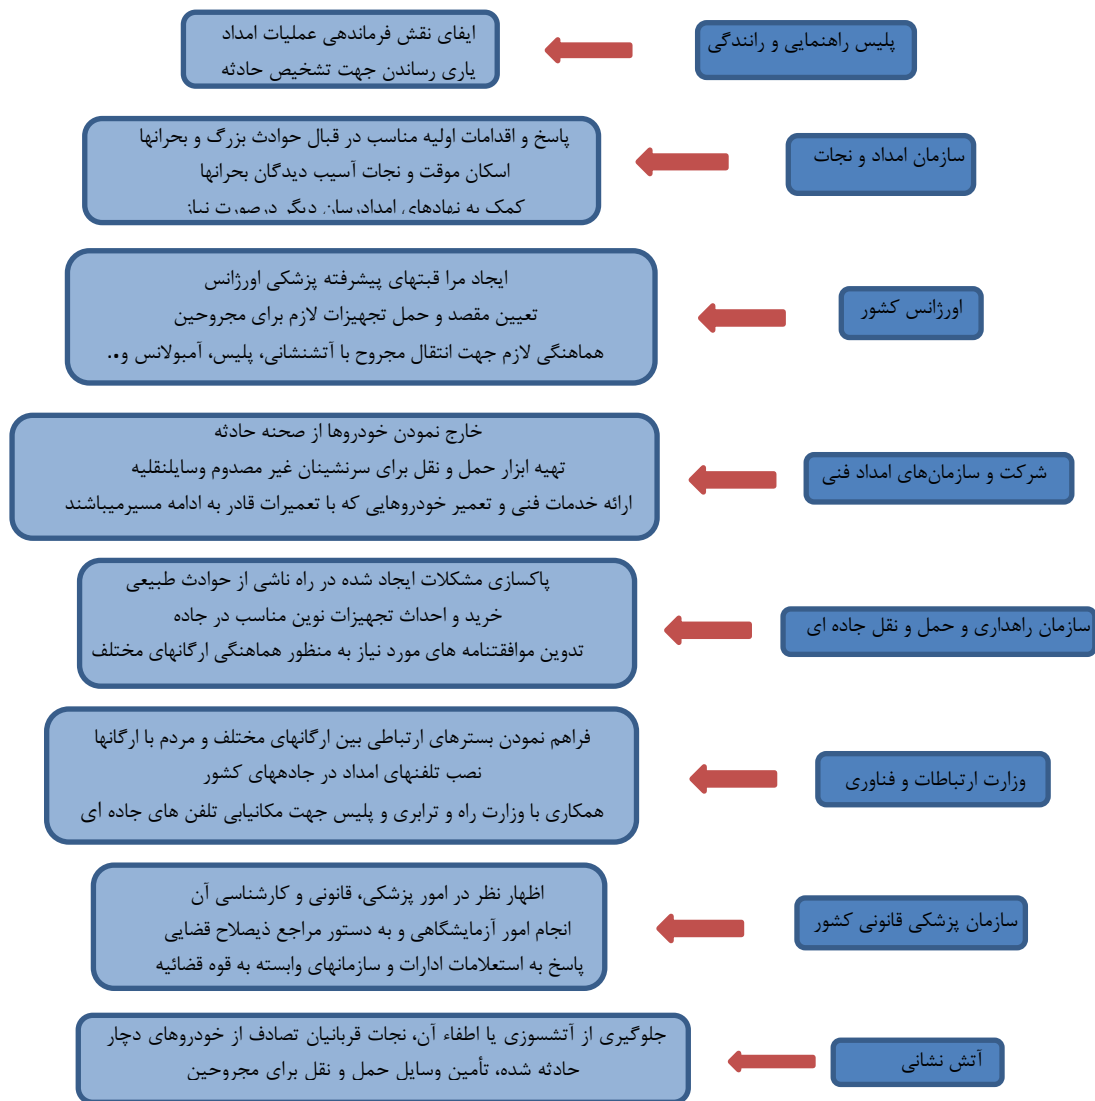 پلیس راهنمایی و رانندگی
ایفای نقش فرماندهی عملیات امداد
یاری رساندن جهت تشخیص حادثه
سازمان امداد و نجات
پاسخ و اقدامات اولیه مناسب در قبال حوادث بزرگ و بحرانها
اسکان موقت و نجات آسیب دیدگان بحرانها
کمک به نهادهای امدادرسان دیگر درصورت نیاز
اورژانس کشور
ایجاد مرا قبتهای پیشرفته پزشکی اورژانس
تعیین مقصد و حمل تجهیزات لازم برای مجروحین
هماهنگی لازم جهت انتقال مجروح با آتشنشانی، پلیس، آمبولانس و..
شرکت و سازمان‌های امداد فنی
خارج نمودن خودروها از صحنه حادثه
تهیه ابزار حمل و نقل برای سرنشینان غیر مصدوم وسایلنقلیه
ارائه خدمات فنی و تعمیر خودروهایی که با تعمیرات قادر به ادامه مسیرمیباشند
سازمان راهداری و حمل و نقل جاده ای
پاکسازی مشکلات ایجاد شده در راه ناشی از حوادث طبیعی
خرید و احداث تجهیزات نوین مناسب در جاده
تدوین موافقتنامه های مورد نیاز به منظور هماهنگی ارگانهای مختلف
وزارت ارتباطات و فناوری
فراهم نمودن بسترهای ارتباطی بین ارگانهای مختلف و مردم با ارگانها
نصب تلفنهای امداد در جادههای کشور
همکاری با وزارت راه و ترابری و پلیس جهت مکانیابی تلفن های جاده ای
سازمان پزشکی قانونی کشور
اظهار نظر در امور پزشکی، قانونی و کارشناسی آن
انجام امور آزمایشگاهی و به دستور مراجع ذیصلاح قضایی
پاسخ به استعلامات ادارات و سازمانهای وابسته به قوه قضائیه
آتش نشانی
جلوگیری از آتشسوزی یا اطفاء آن، نجات قربانیان تصادف از خودروهای دچار
حادثه شده، تأمین وسایل حمل و نقل برای مجروحین